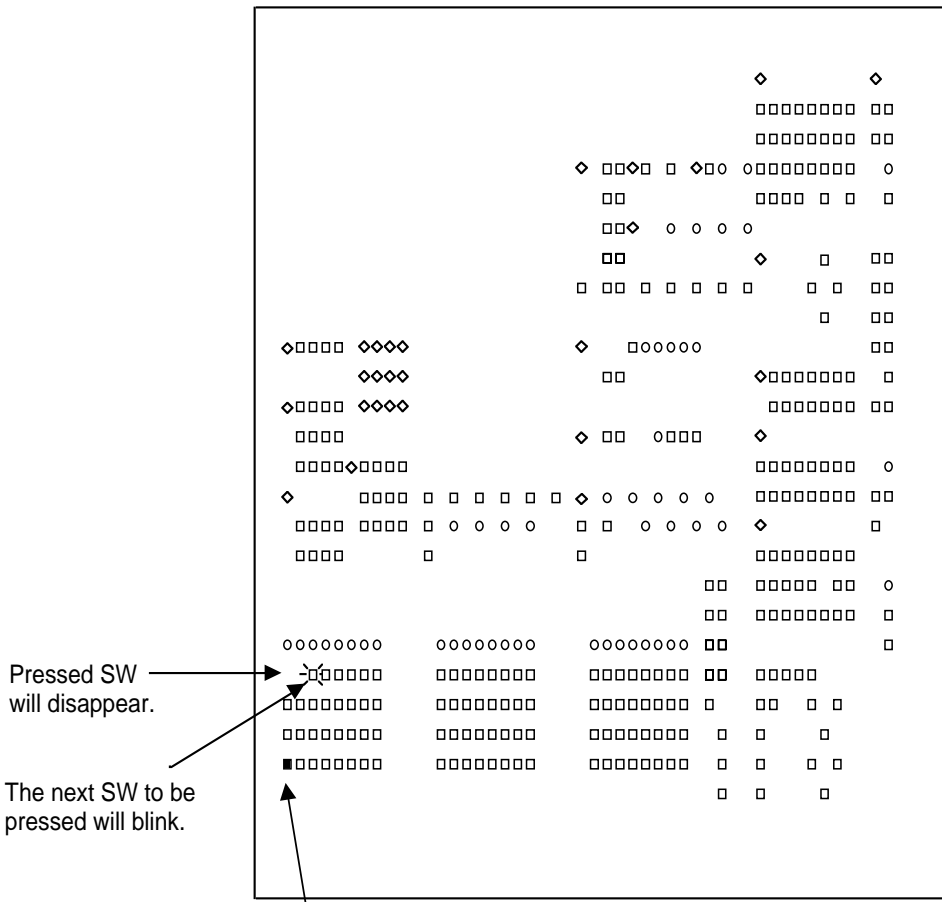 Pressed SW
will disappear.
The next SW to be
pressed will blink.